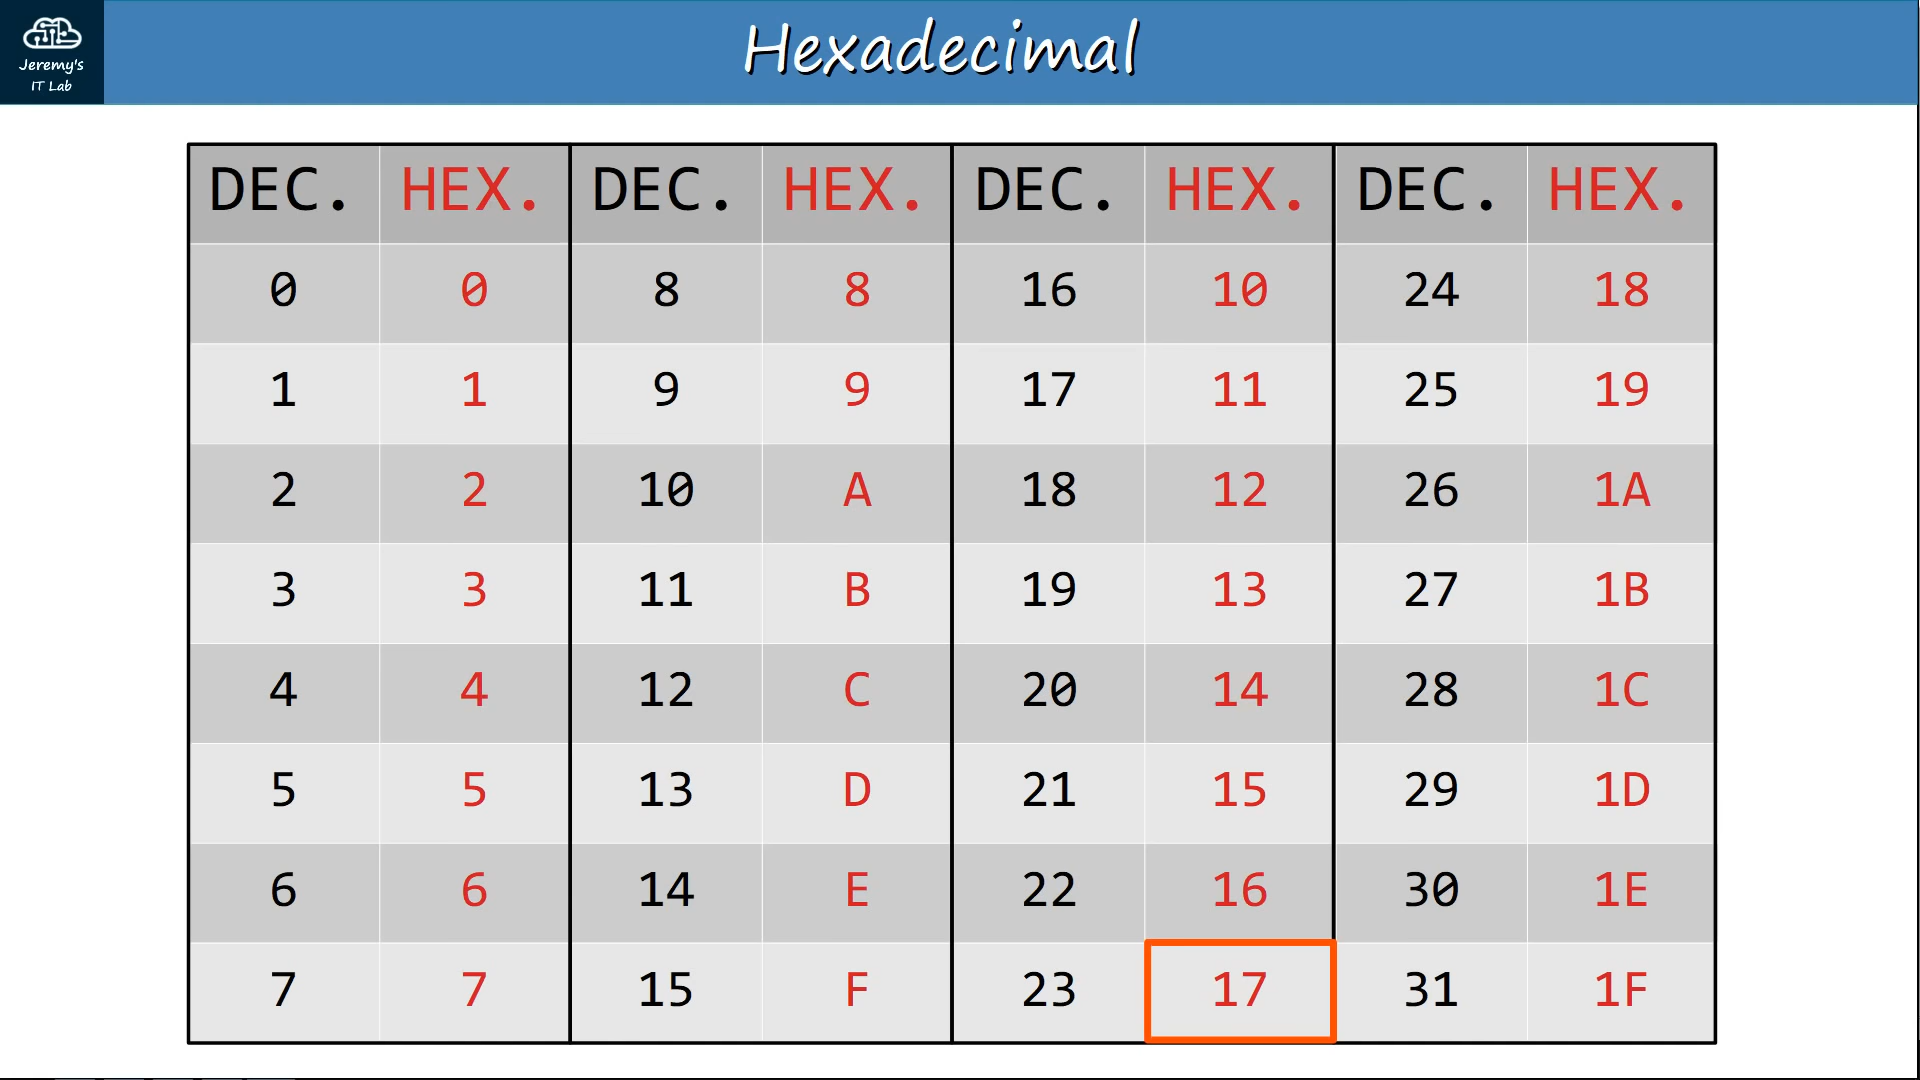 Jeremy's
IT Lab
Hexadecimal
DEC. HEX. DEC. HEX. DEC. HEX. DEC. HEX.
0 0 8 8 16 10 24 18
1 1 9 9 17 11 25 19
2 2 10 A 18 12 26 1A
3 3 11 B 19 13 27 1B
4 4 12 C 20 14 28 1C
5 5 13 D 21 15 29 1D
6 6 14 E 22 16 30 1E
7 7 15 F 23 17 31 1F